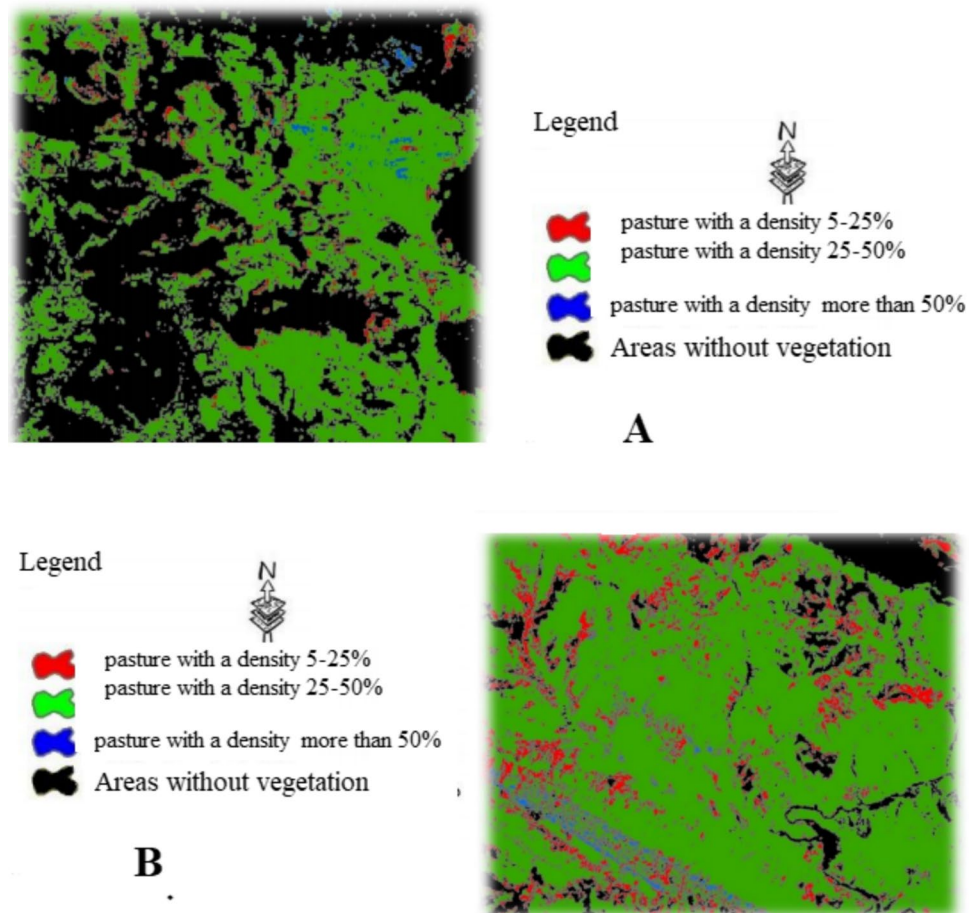 Legend
N
pasture with a density 5-25%
pasture with a density 25-50%
pasture with a density more than 50%
Areas without vegetation
A
Legend
N
pasture with a density 5-25%
pasture with a density 25-50%
pasture with a density more than 50%
Areas without vegetation
B